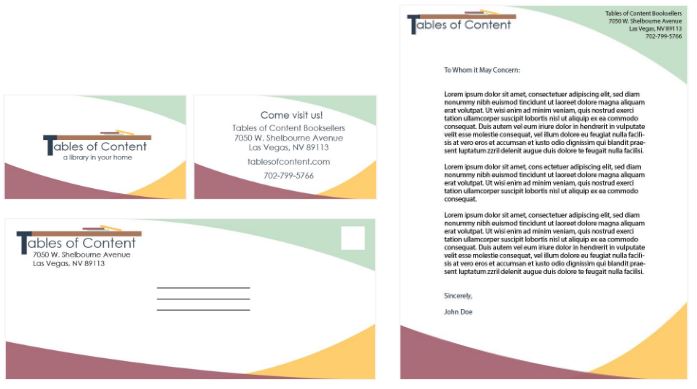 Tables of Content
a library in your home
Come visit us!
Tables of Content Booksellers
7050 W. Shelbourne Avenue
Las Vegas, NV 89113
tablesofcontent.com
702-799-5766
Tables of Content
7050 W. Shelbourne Avenue
Las Vegas, NV 89113
Tables of Content
Tables of Content Booksellers
7050 W. Shelbourne Avenue
Las Vegas, NV 89113
702-799-5766
To Whom it May Concern:
Lorem ipsum dolor sit amet, consectetuer adipiscing elit, sed diam
nonummy nibh euismod tincidunt ut laoreet dolore magna aliquam
erat volutpat. Ut wisi enim ad minim veniam, quis nostrud exerci
tation ullamcorper suscipit lobortis nisl ut aliquip ex ea commodo
consequat. Duis autem vel eum iriure dolor in hendrerit in vulputate
velit esse molestie consequat, vel illum dolore eu feugiat nulla facili-
sis at vero eros et accumsan et iusto odio dignissim qui blandit prae-
sent luptatum zzril delenit augue duis dolore te feugait nulla facilisi.
Lorem ipsum dolor sit amet, cons ectetuer adipiscing elit, sed diam
nonummy nibh euismod tincidunt ut laoreet dolore magna aliquam
erat volutpat. Ut wisi enim ad minim veniam, quis nostrud exerci
tation ullamcorper suscipit lobortis nisl ut aliquip ex ea commodo
consequat.
Lorem ipsum dolor sit amet, consectetuer adipiscing elit, sed diam
nonummy nibh euismod tincidunt ut laoreet dolore magna aliquam
erat volutpat. Ut wisi enim ad minim veniam, quis nostrud exerci
tation ullamcorper suscipit lobortis nisl ut aliquip ex ea commodo
consequat. Duis autem vel eum iriure dolor in hendrerit in vulputate
velit esse molestie consequat, vel illum dolore eu feugiat nulla facili-
sis at vero eros et accumsan et iusto odio dignissim qui blandit prae-
sent luptatum zzril delenit augue duis dolore te feugait nulla facilisi.
Sincerely,
John Doe